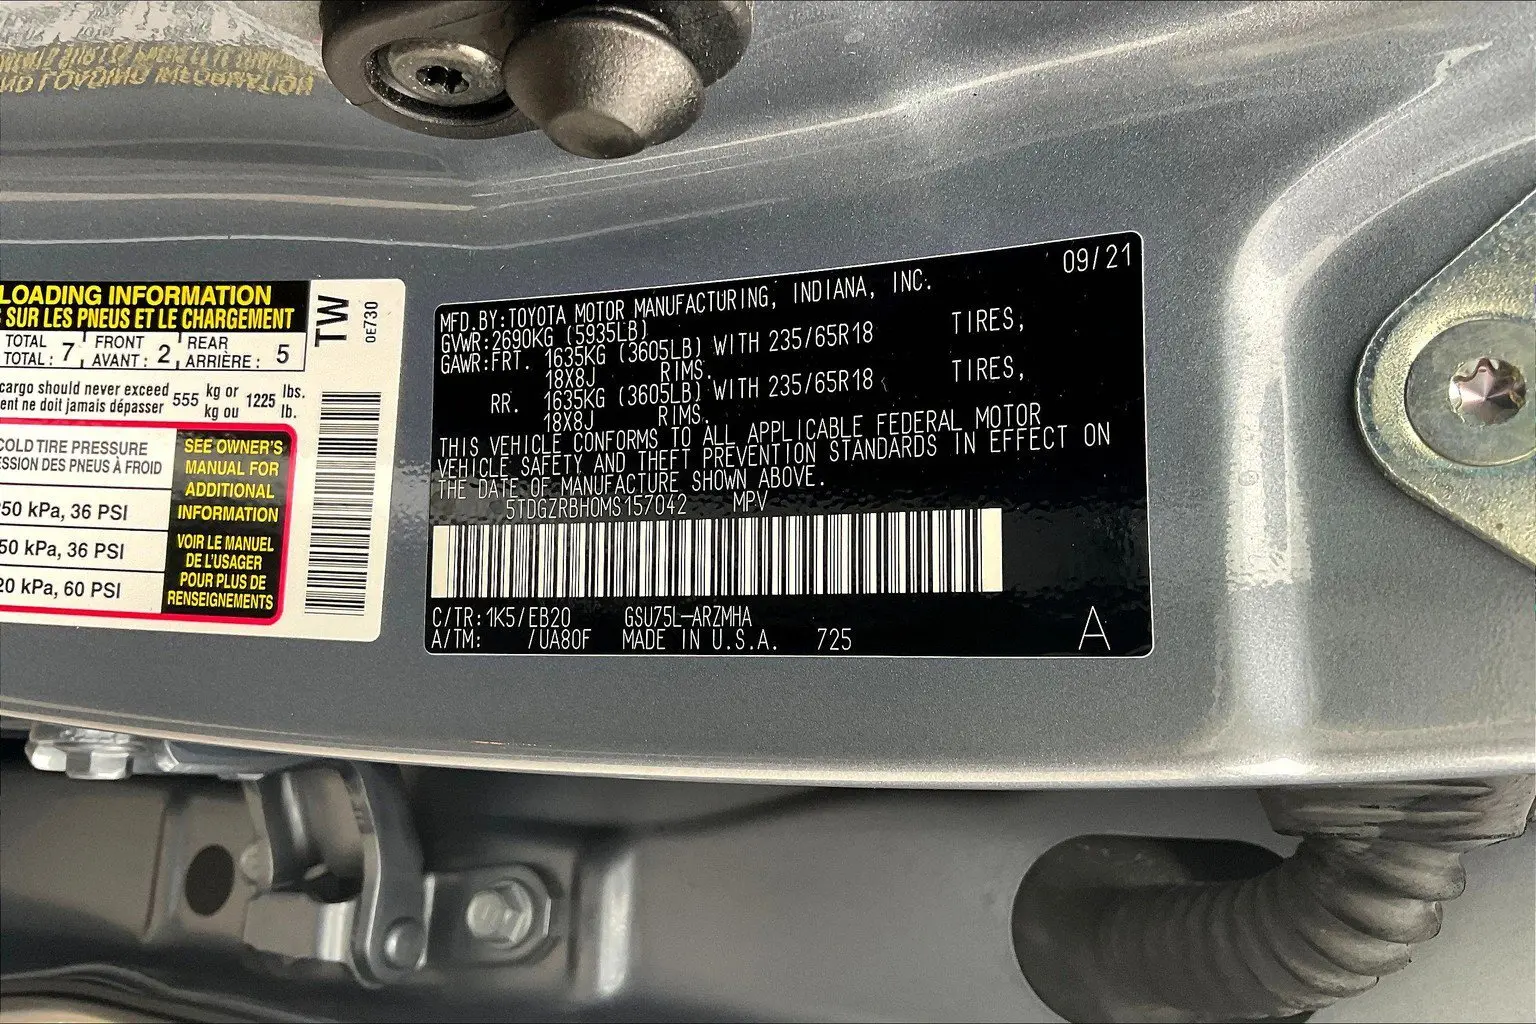 ND LOADING INFORMATION
LOADING INFORMATION
SUR LES PNEUS ET LE CHARGEMENT
TOTAL
TOTAL : 7
FRONT
AVANT : 2
REAR
ARRIÈRE : 5
cargo should never exceed 555 kg or 1225 lbs.
ent ne doit jamais dépasser kg ou lb.
COLD TIRE PRESSURE
ESSION DES PNEUS À FROID
250 kPa, 36 PSI
50 kPa, 36 PSI
20 kPa, 60 PSI
SEE OWNER'S
MANUAL FOR
ADDITIONAL
INFORMATION
VOIR LE MANUEL
DE L'USAGER
POUR PLUS DE
RENSEIGNEMENTS
TW
0E730
09/21
MFD.BY:TOYOTA MOTOR MANUFACTURING, INDIANA, INC.
GVWR:2690KG (5935LB)
GAWR:FRT. 1635KG (3605LB) WITH 235/65R18 TIRES,
18X8J RIMS.
RR. 1635KG (3605LB) WITH 235/65R18 TIRES,
18X8J RIMS.
THIS VEHICLE CONFORMS TO ALL APPLICABLE FEDERAL MOTOR
VEHICLE SAFETY AND THEFT PREVENTION STANDARDS IN EFFECT ON
THE DATE OF MANUFACTURE SHOWN ABOVE.
5TDGZRBH0MS157042 MPV
C/TR:1K5/EB20 GSU75L-ARZMHA
A/TM: /UA80F MADE IN U.S.A. 725
A